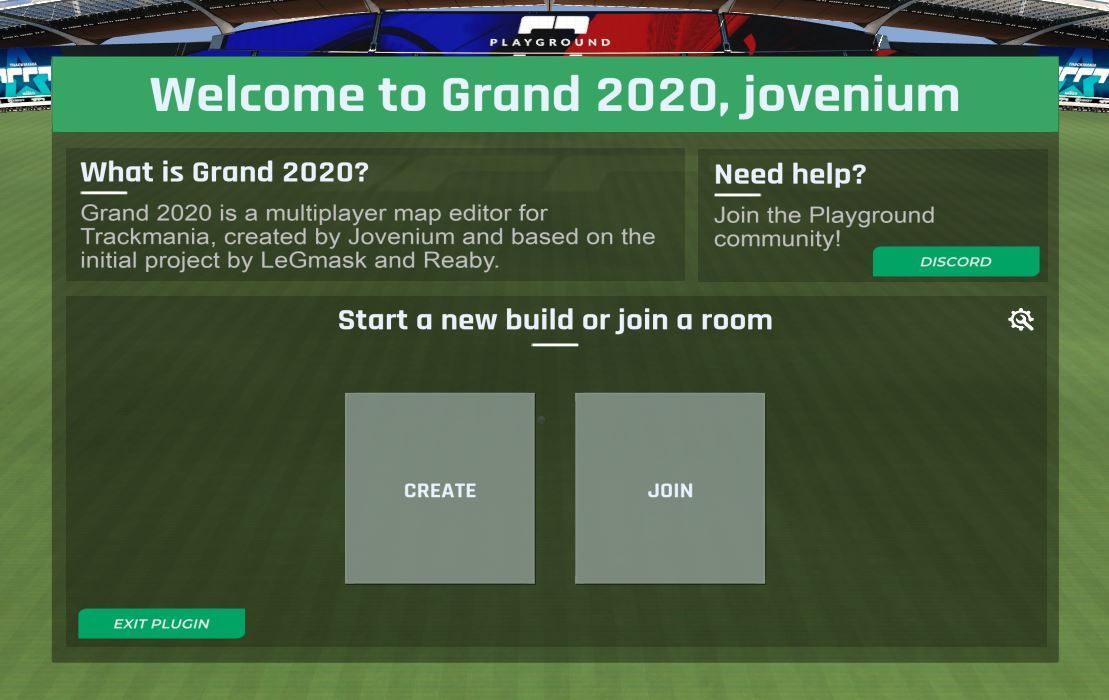 PLAYGROUND
TRACKMANIA
Welcome to Grand 2020, jovenium
What is Grand 2020?
Grand 2020 is a multiplayer map editor for
Trackmania, created by Jovenium and based on the
initial project by LeGmask and Reaby.
Need help?
Join the Playground
community!
DISCORD
Start a new build or join a room
CREATE
JOIN
EXIT PLUGIN